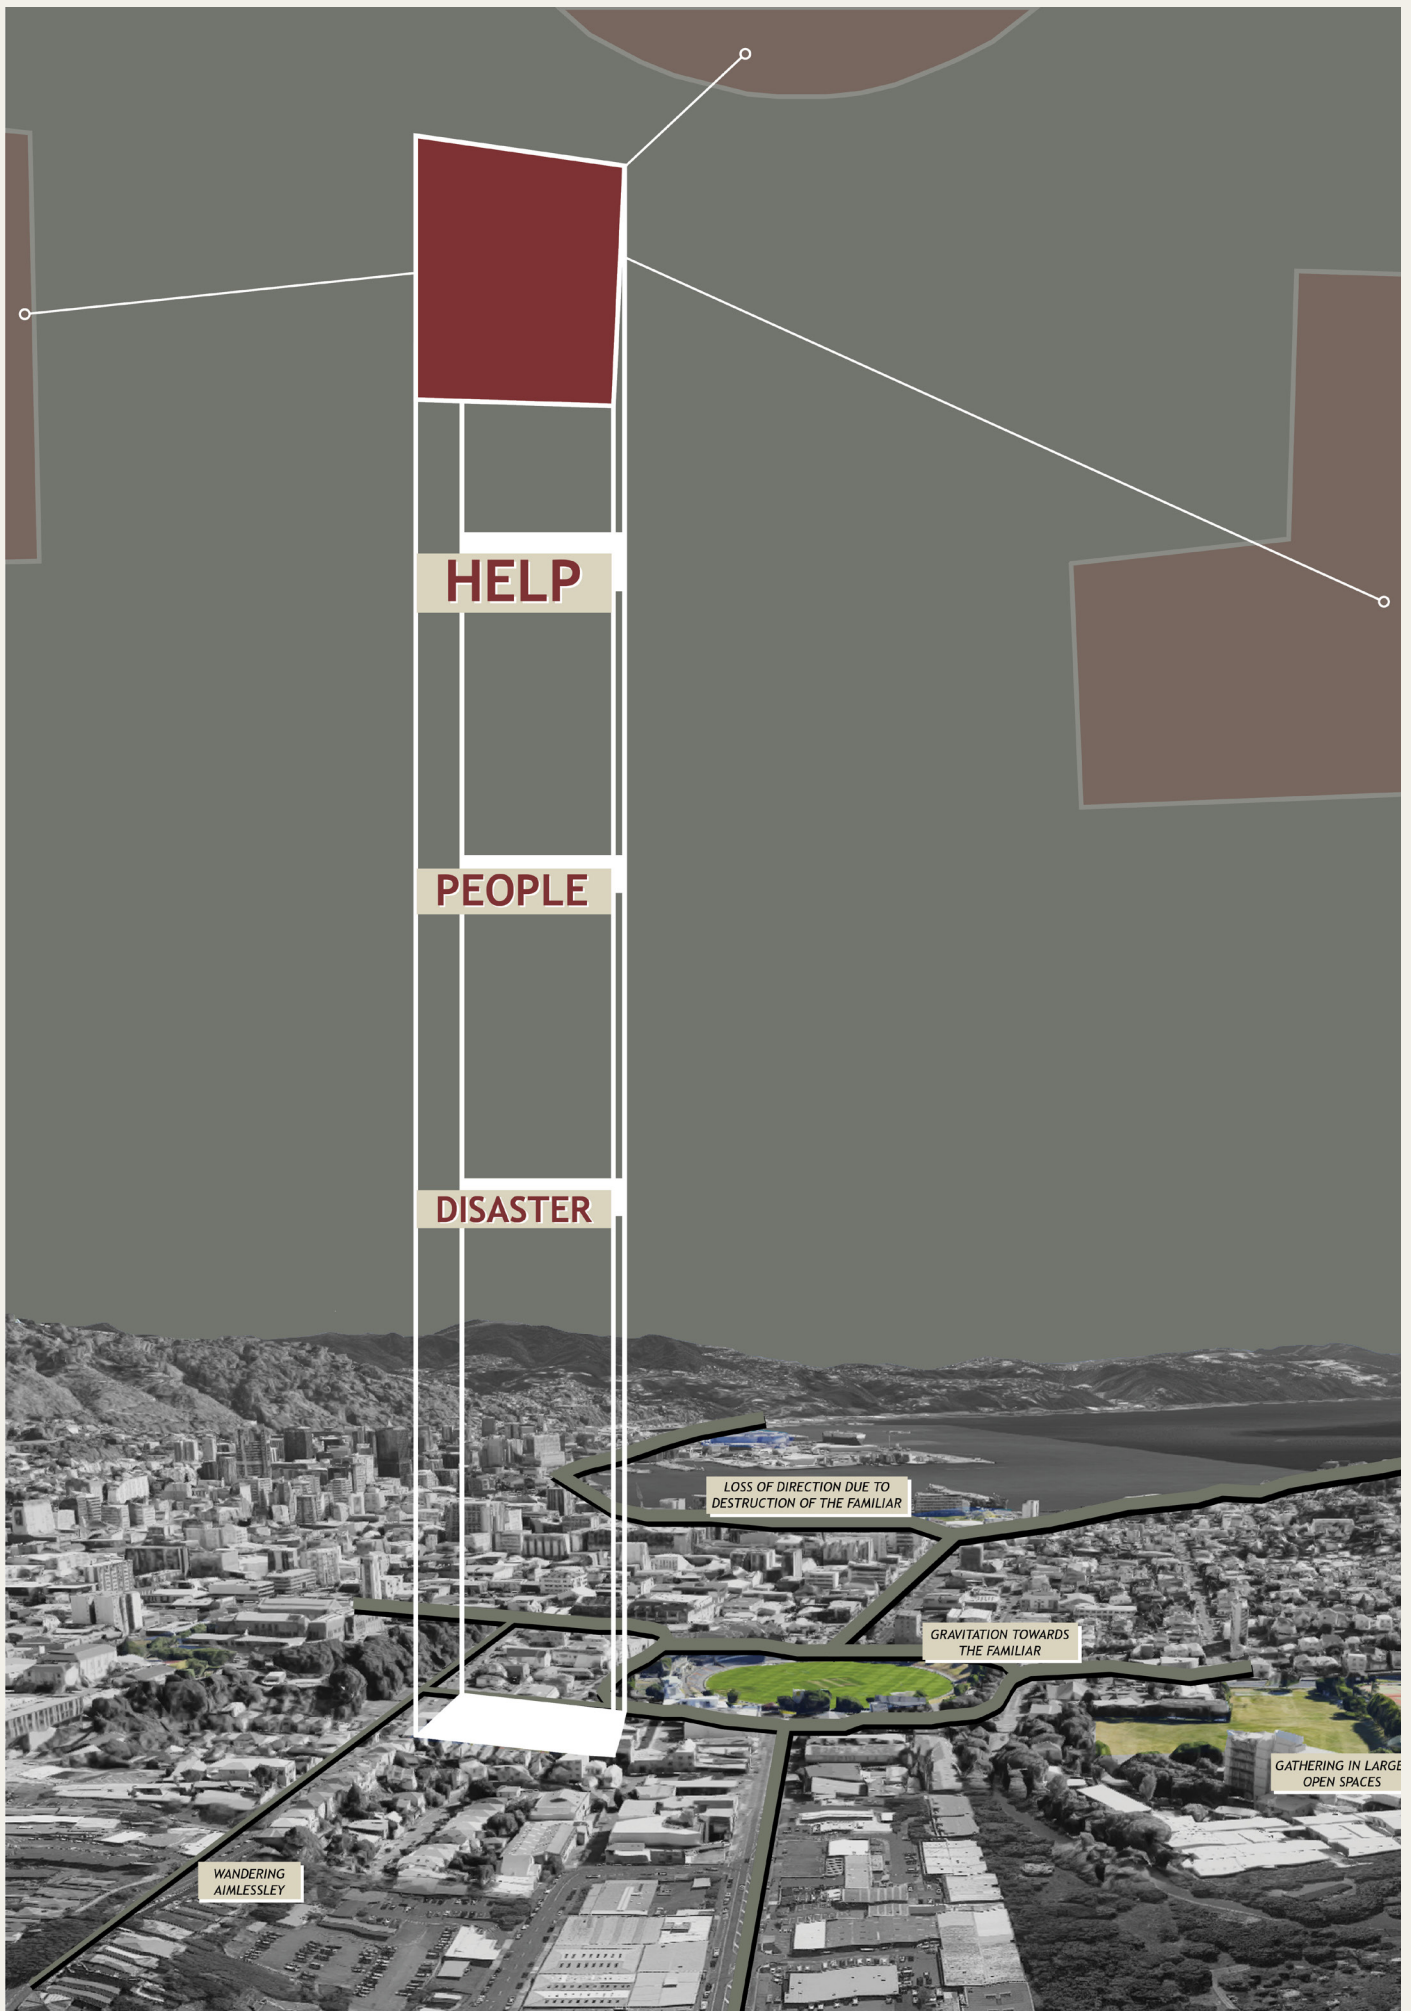 HELP
PEOPLE
DISASTER
LOSS OF DIRECTION DUE TO
DESTRUCTION OF THE FAMILIAR
GRAVITATION TOWARDS
THE FAMILIAR
GATHERING IN LARGE
OPEN SPACES
WANDERING
AIMLESSLEY